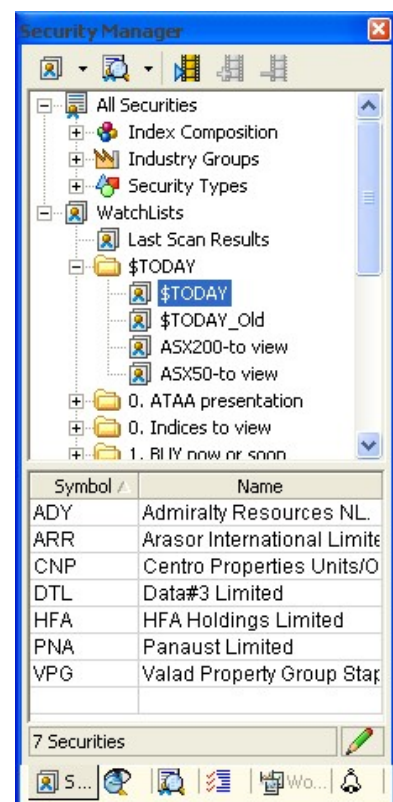 Security Manager
All Securities
Index Composition
Industry Groups
Security Types
WatchLists
Last Scan Results
$TODAY
$TODAY
$TODAY_Old
ASX200-to view
ASX50-to view
0. ATAA presentation
0. Indices to view
1. BUY now or soon
Symbol Name
ADY Admiralty Resources NL.
ARR Arasor International Limite
CNP Centro Properties Units/O
DTL Data#3 Limited
HFA HFA Holdings Limited
PNA Panaust Limited
VPG Valad Property Group Stap
7 Securities
S... Wo...